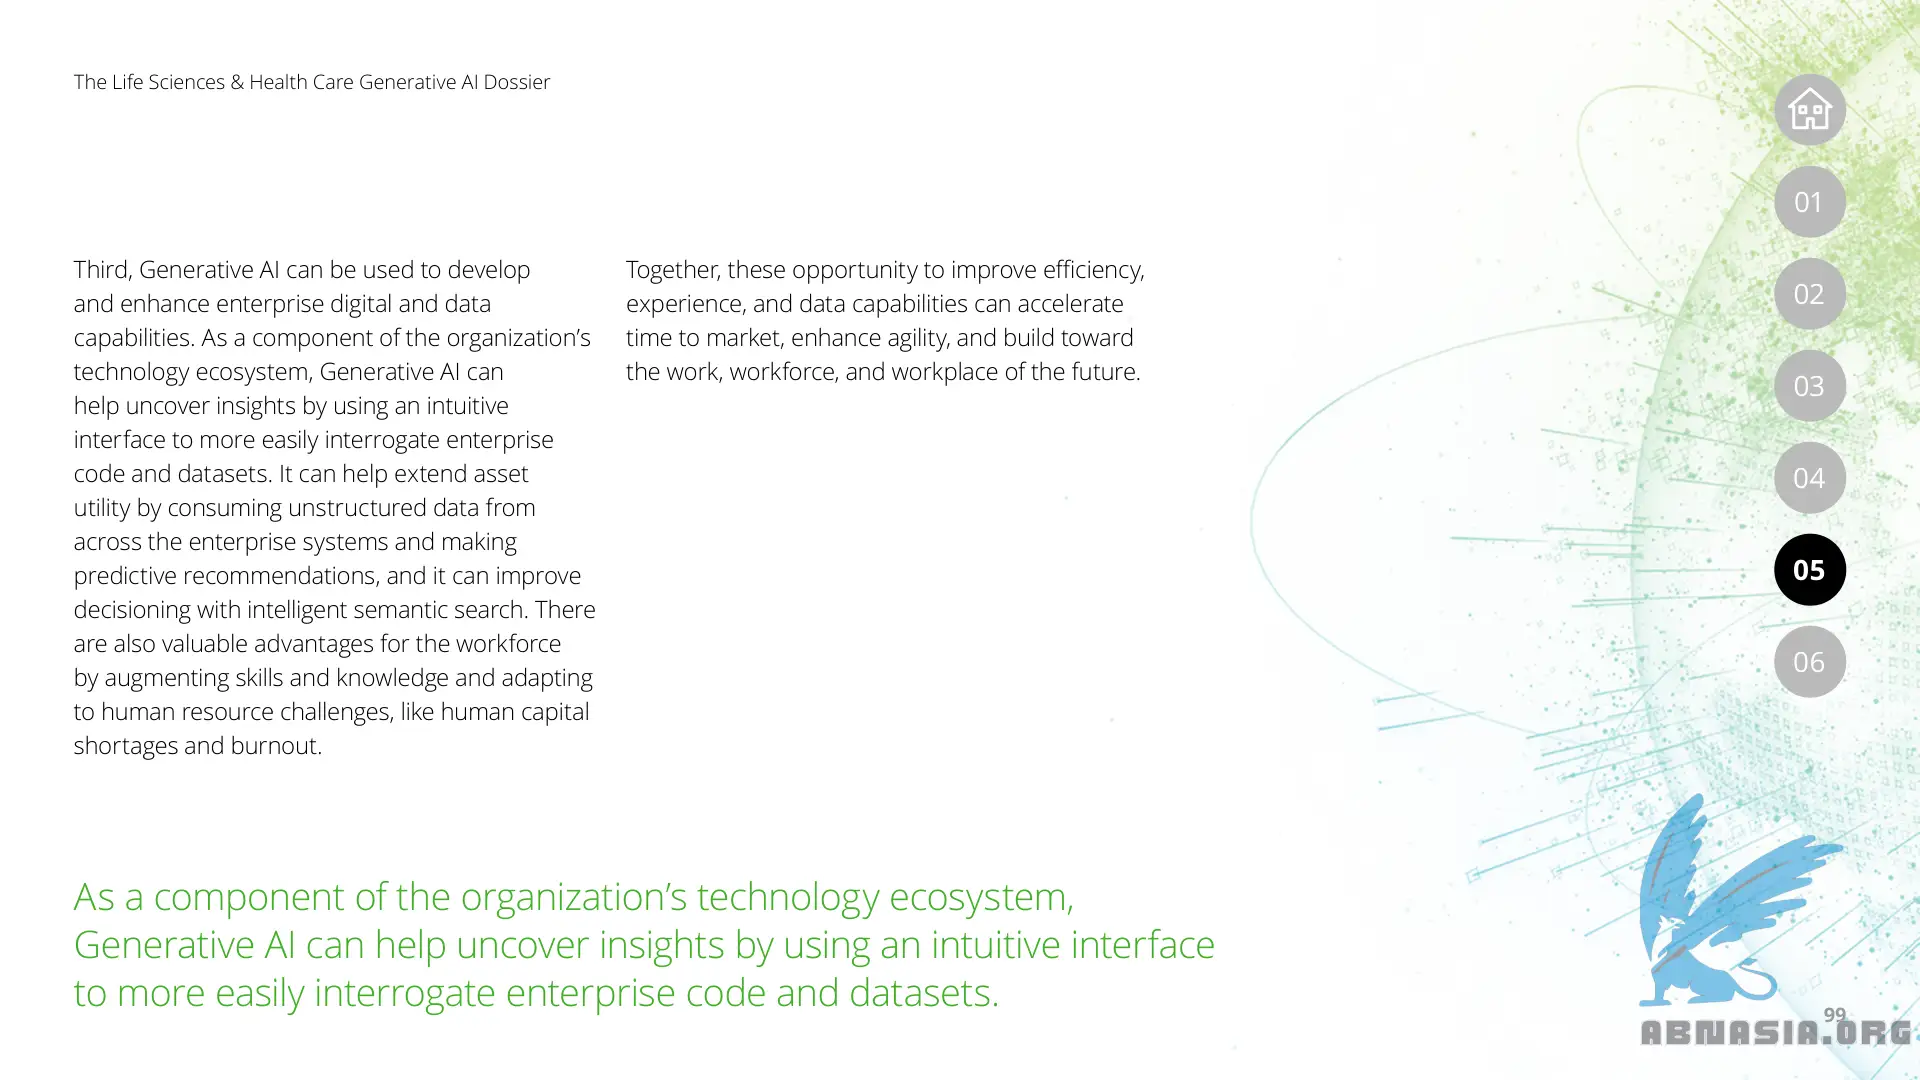 The Life Sciences & Health Care Generative AI Dossier
Third, Generative AI can be used to develop
and enhance enterprise digital and data
capabilities. As a component of the organization’s
technology ecosystem, Generative AI can
help uncover insights by using an intuitive
interface to more easily interrogate enterprise
code and datasets. It can help extend asset
utility by consuming unstructured data from
across the enterprise systems and making
predictive recommendations, and it can improve
decisioning with intelligent semantic search. There
are also valuable advantages for the workforce
by augmenting skills and knowledge and adapting
to human resource challenges, like human capital
shortages and burnout.
Together, these opportunity to improve efficiency,
experience, and data capabilities can accelerate
time to market, enhance agility, and build toward
the work, workforce, and workplace of the future.
As a component of the organization’s technology ecosystem,
Generative AI can help uncover insights by using an intuitive interface
to more easily interrogate enterprise code and datasets.
01
02
03
04
05
06
99
ABNASIA.ORG